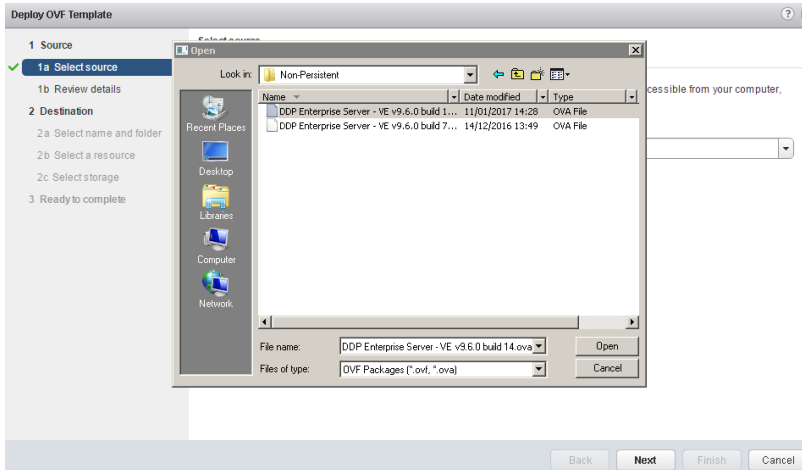 Deploy OVF Template
?
1 Source
1a Select source
1b Review details
2 Destination
2a Select name and folder
2b Select a resource
2c Select storage
3 Ready to complete
Select source
cessible from your computer,
Open
Look in:
Non-Persistent
Name
Date modified
Type
DDP Enterprise Server - VE v9.6.0 build 1... 11/01/2017 14:28 OVA File
DDP Enterprise Server - VE v9.6.0 build 7... 14/12/2016 13:49 OVA File
Recent Places
Desktop
Libraries
Computer
Network
File name:
DDP Enterprise Server - VE v9.6.0 build 14.ova
Open
Files of type:
OVF Packages (*.ovf, *.ova)
Cancel
Back
Next
Finish
Cancel